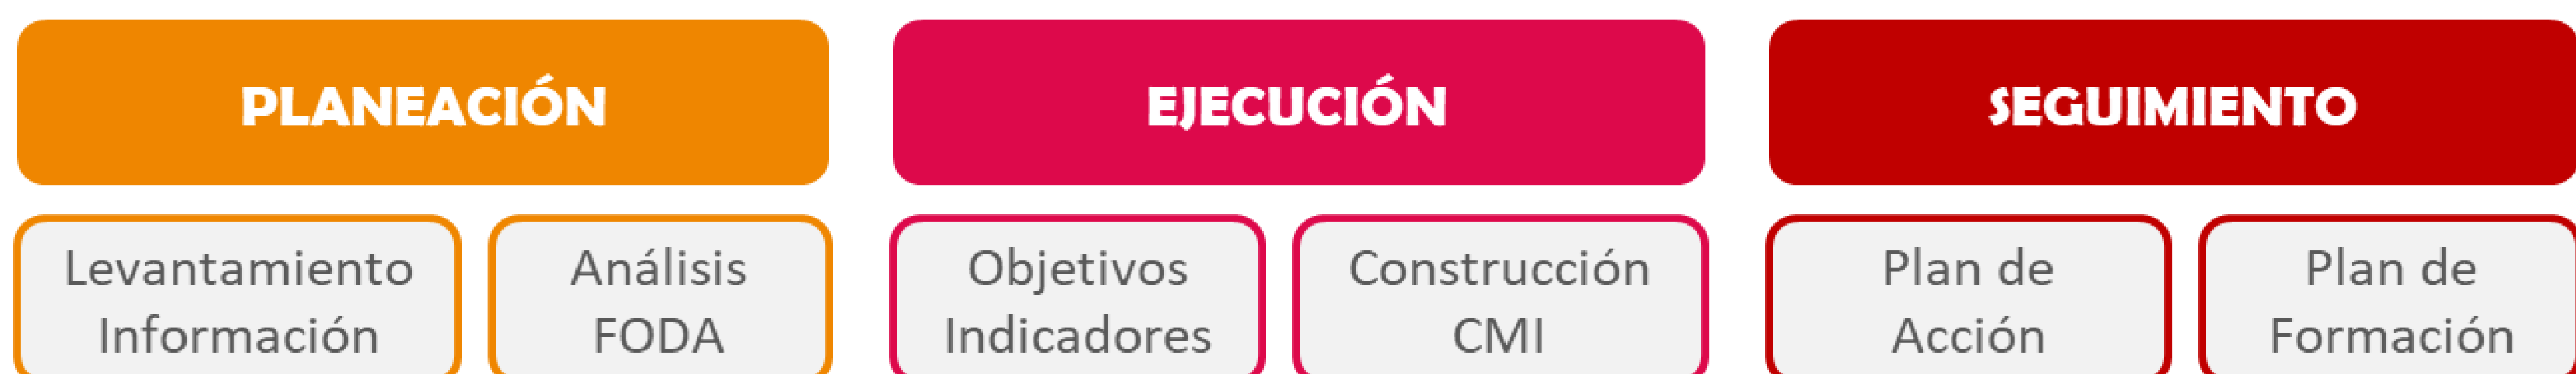 PLANEACIÓN
EJECUCIÓN
SEGUIMIENTO
Levantamiento
Información
Análisis
FODA
Objetivos
Indicadores
Construcción
CMI
Plan de
Acción
Plan de
Formación